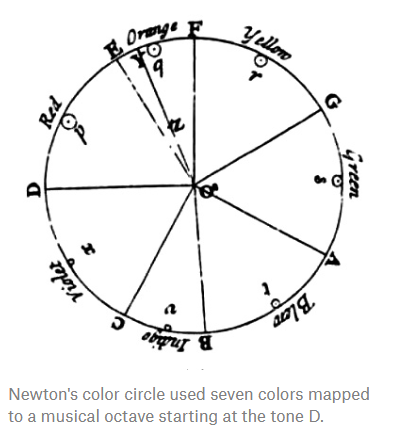 E
Orange
F
Yellow
y
q
r
G
Red
p
z
Green
s
D
O
x
A
t
Violet
v
Blew
C
Indigo
B
Newton's color circle used seven colors mapped
to a musical octave starting at the tone D.